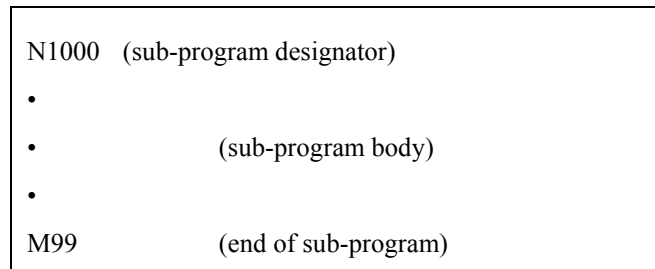 N1000 (sub-program designator)
•
• (sub-program body)
•
M99 (end of sub-program)